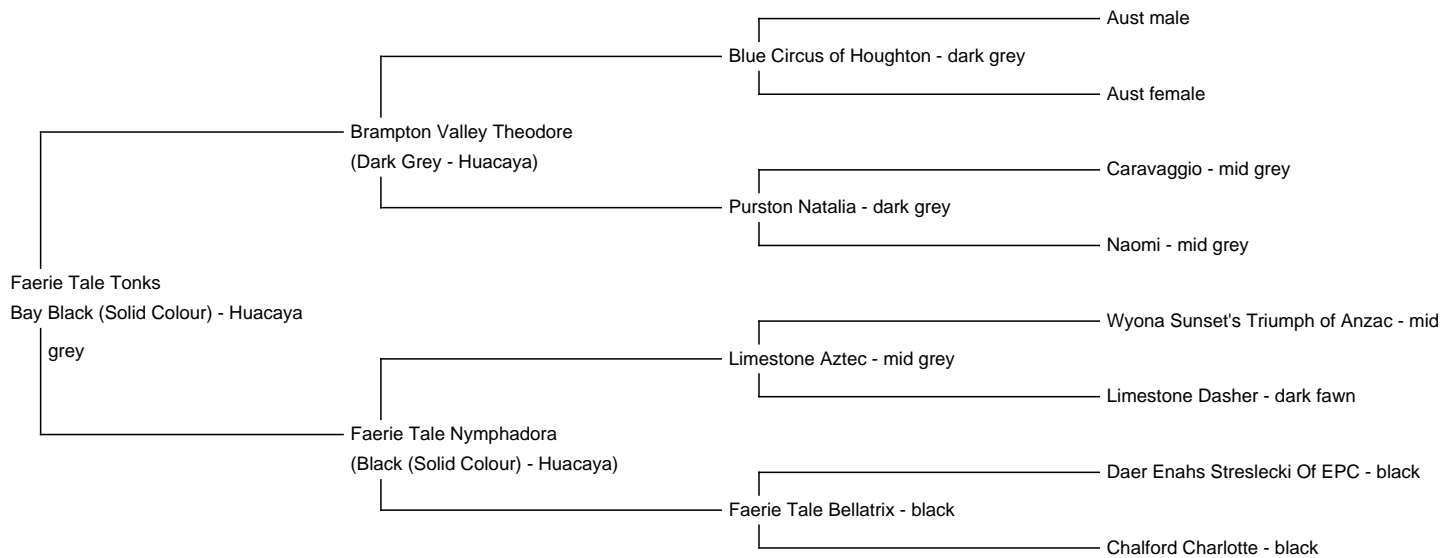 Aust male
Blue Circus of Houghton - dark grey
Aust female
Brampton Valley Theodore
(Dark Grey - Huacaya)
Caravaggio - mid grey
Purston Natalia - dark grey
Naomi - mid grey
Faerie Tale Tonks
Bay Black (Solid Colour) - Huacaya
grey
Wyona Sunset's Triumph of Anzac - mid
Limestone Aztec - mid grey
Limestone Dasher - dark fawn
Faerie Tale Nymphadora
(Black (Solid Colour) - Huacaya)
Daer Enahs Streslecki Of EPC - black
Faerie Tale Bellatrix - black
Chalford Charlotte - black